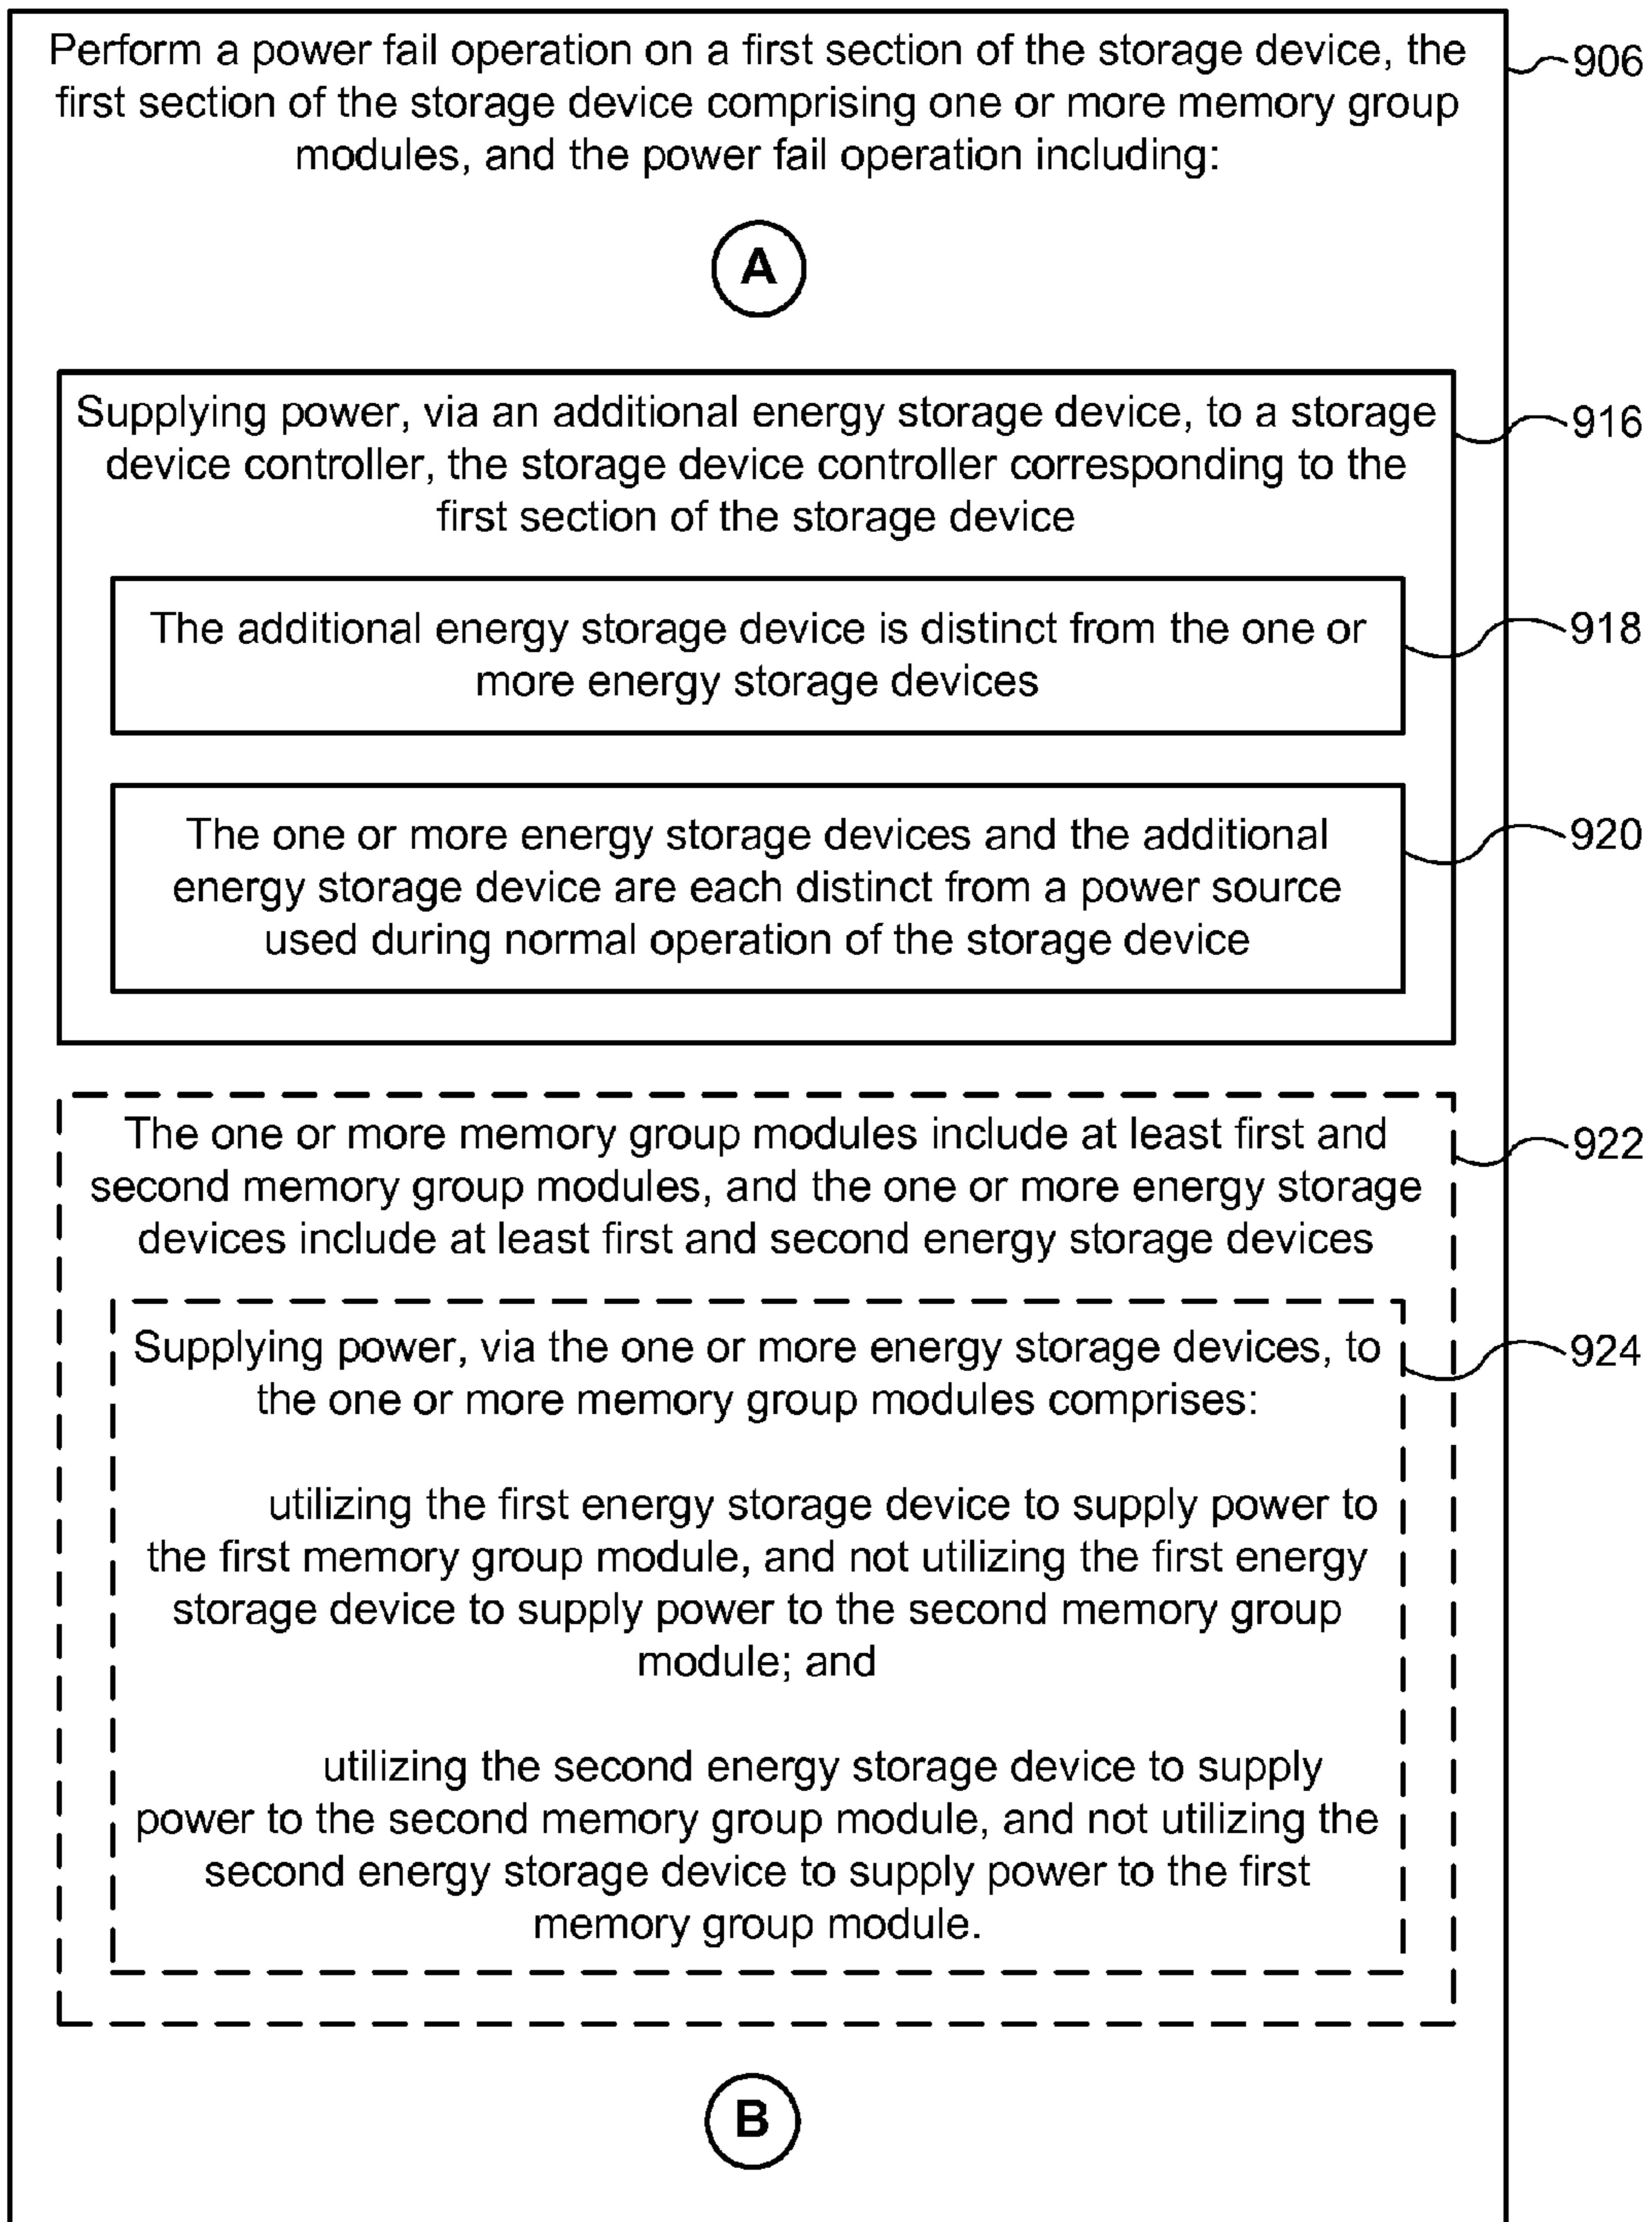 Perform a power fail operation on a first section of the storage device, the
first section of the storage device comprising one or more memory group
modules, and the power fail operation including:
906
A
Supplying power, via an additional energy storage device, to a storage
device controller, the storage device controller corresponding to the
first section of the storage device
916
The additional energy storage device is distinct from the one or
more energy storage devices
918
The one or more energy storage devices and the additional
energy storage device are each distinct from a power source
used during normal operation of the storage device
920
The one or more memory group modules include at least first and
second memory group modules, and the one or more energy storage
devices include at least first and second energy storage devices
922
Supplying power, via the one or more energy storage devices, to
the one or more memory group modules comprises:
924
utilizing the first energy storage device to supply power to
the first memory group module, and not utilizing the first energy
storage device to supply power to the second memory group
module; and
utilizing the second energy storage device to supply
power to the second memory group module, and not utilizing the
second energy storage device to supply power to the first
memory group module.
B